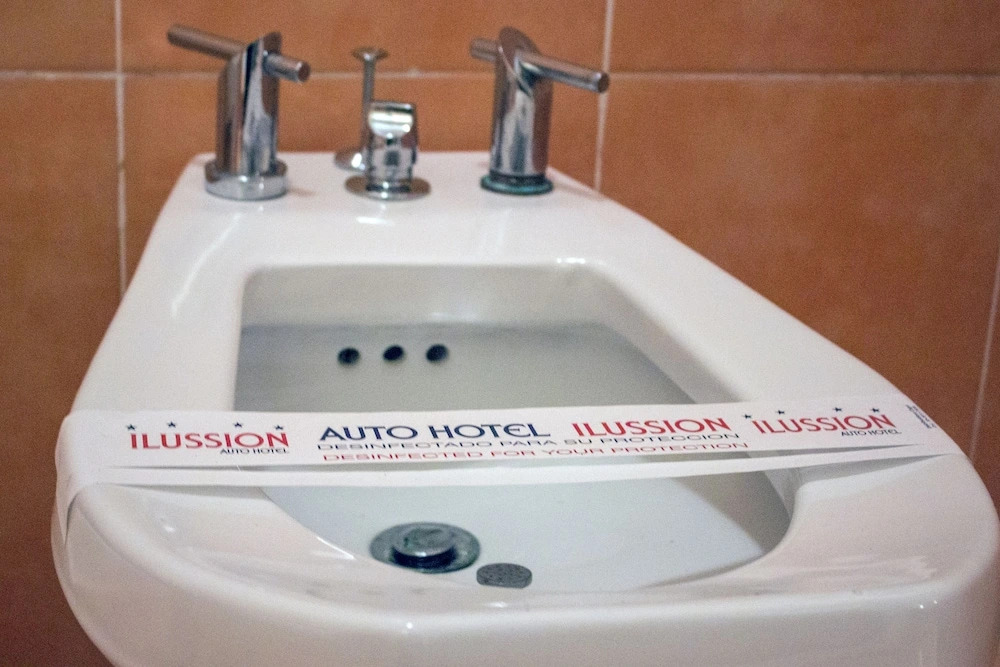 ILUSSION
AUTO HOTEL
AUTO HOTEL ILUSSION
DESINFECTADO PARA SU PROTECCION
DESINFECTED FOR YOUR PROTECTION
ILUSSION
AUTO HOTEL